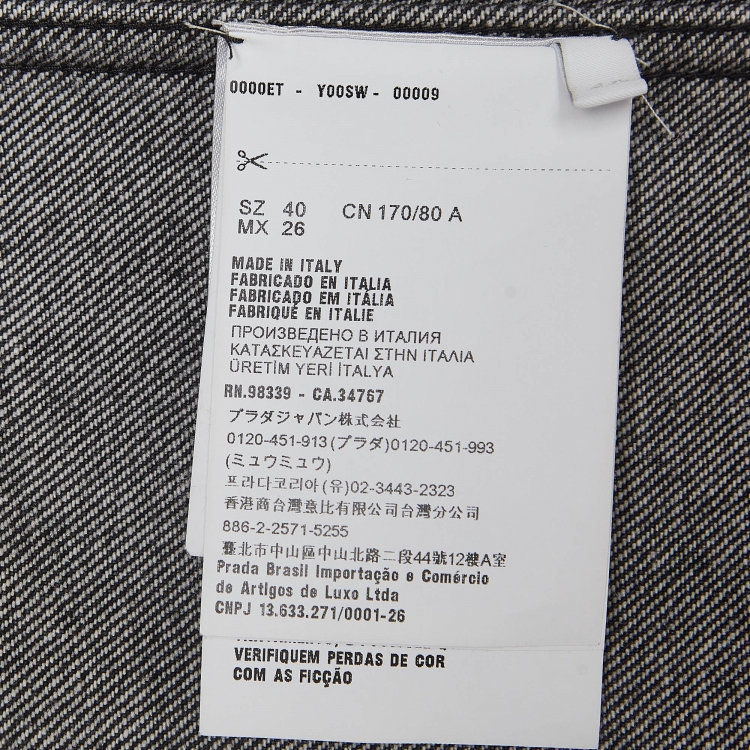 0000ET - Y00SW - 00009
SZ 40 CN 170/80 A
MX 26
MADE IN ITALY
FABRICADO EN ITALIA
FABRICADO EM ITÁLIA
FABRIQUÉ EN ITALIE
ПРОИЗВЕДЕНО В ИТАЛИЯ
ΚΑΤΑΣΚΕΥΑΖΕΤΑΙ ΣΤΗΝ ΙΤΑΛΙΑ
ÜRETİM YERİ İTALYA
RN.98339 - CA.34767
プラダジャパン株式会社
0120-451-913(プラダ)0120-451-993
(ミュウミュウ)
프라다코리아(유)02-3443-2323
香港商台灣意比有限公司台灣分公司
886-2-2571-5255
臺北市中山區中山北路二段44號12樓A室
Prada Brasil Importação e Comércio
de Artigos de Luxo Ltda
CNPJ 13.633.271/0001-26
VERIFIQUEM PERDAS DE COR
COM AS FICÇÃO